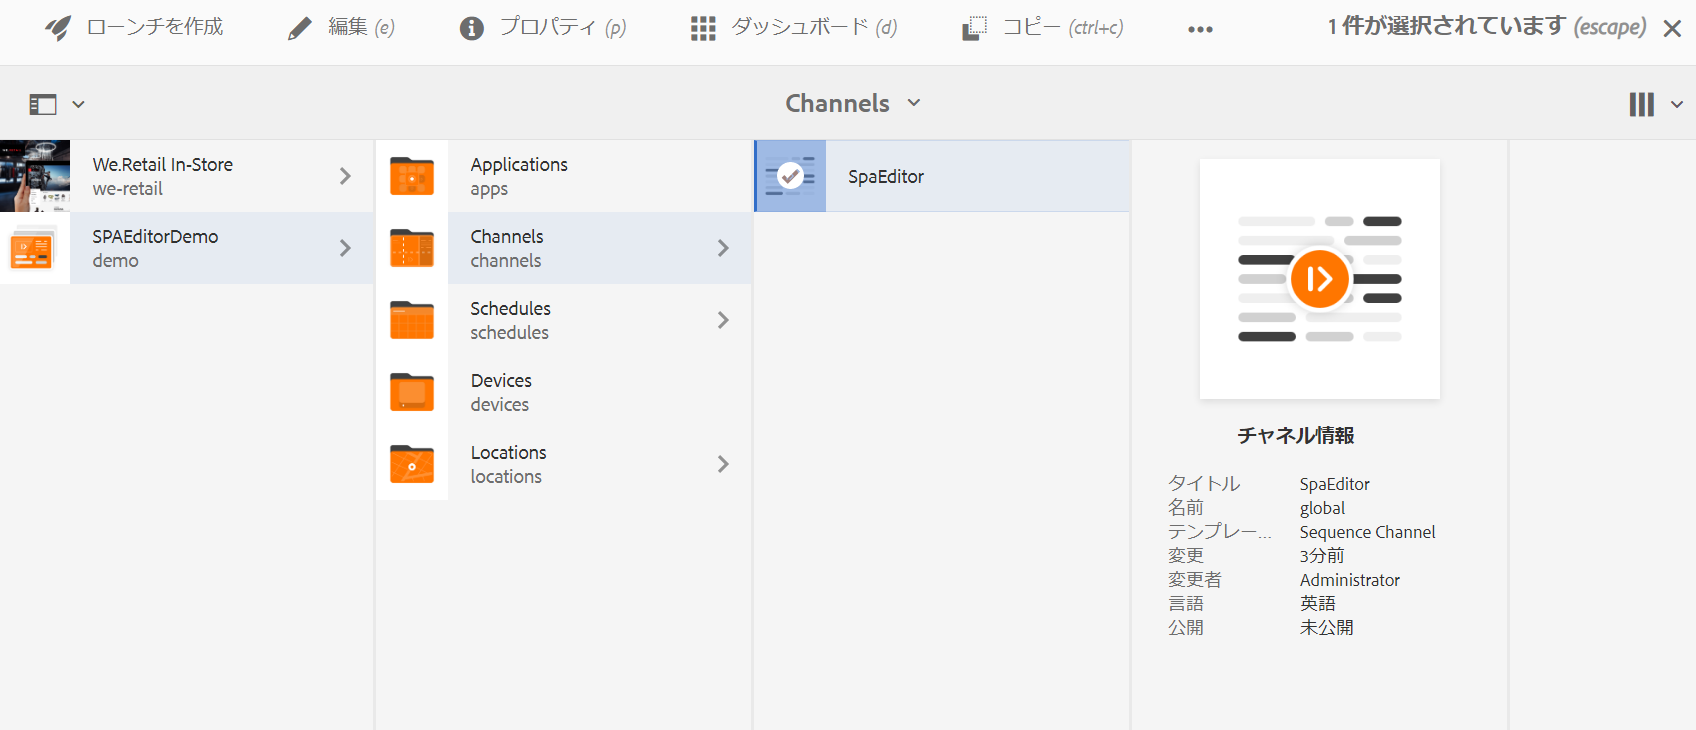 ローンチを作成
編集 (e)
プロパティ (p)
ダッシュボード (d)
コピー (ctrl+c)
1 件が選択されています (escape)
Channels
We.Retail In-Store
we-retail
SPAEditorDemo
demo
Applications
apps
Channels
channels
Schedules
schedules
Devices
devices
Locations
locations
SpaEditor
チャネル情報
タイトル SpaEditor
名前 global
テンプレー... Sequence Channel
変更 3分前
変更者 Administrator
言語 英語
公開 未公開